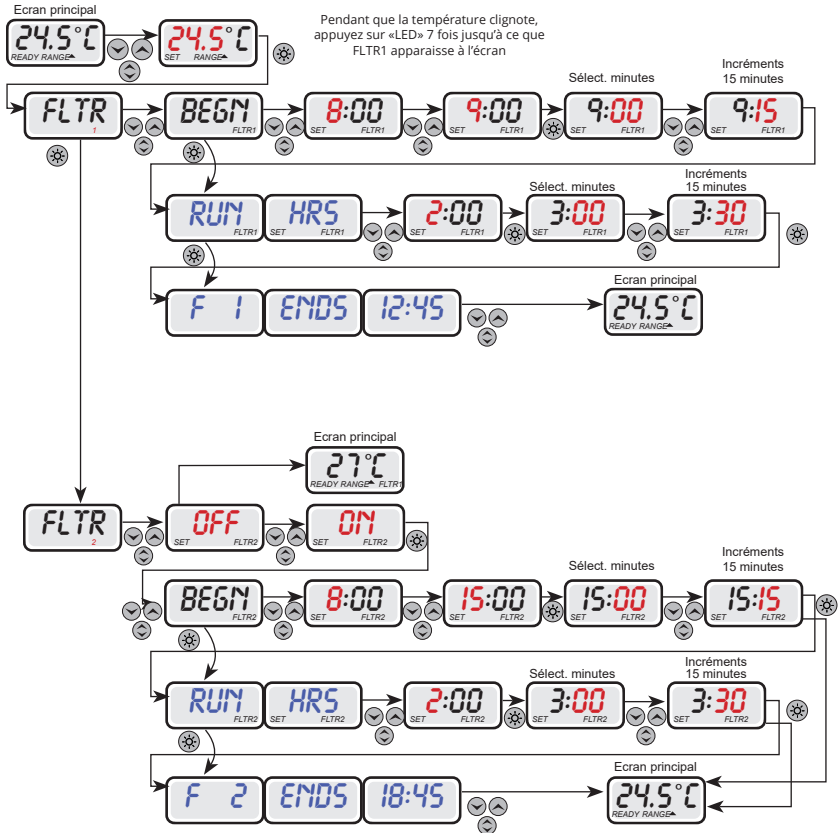 Ecran principal
24.5°C
READY RANGE
24.5°C
SET RANGE
Pendant que la température clignote,
appuyez sur «LED» 7 fois jusqu'à ce que
FLTR1 apparaisse à l'écran
Sélect. minutes
Incréments
15 minutes
FLTR
1
BEGN
FLTR1
8:00
SET FLTR1
9:00
SET FLTR1
9:00
SET FLTR1
9:15
SET FLTR1
Sélect. minutes
Incréments
15 minutes
RUN
FLTR1
HRS
SET FLTR1
2:00
SET FLTR1
3:00
SET FLTR1
3:30
SET FLTR1
F 1
ENDS
12:45
Ecran principal
24.5°C
READY RANGE
Ecran principal
27°C
READY RANGE FLTR1
FLTR
2
OFF
SET FLTR2
ON
SET FLTR2
Sélect. minutes
Incréments
15 minutes
BEGN
FLTR2
8:00
SET FLTR2
15:00
SET FLTR2
15:00
SET FLTR2
15:15
SET FLTR2
Sélect. minutes
Incréments
15 minutes
RUN
FLTR2
HRS
SET FLTR2
2:00
SET FLTR2
3:00
SET FLTR2
3:30
SET FLTR2
F 2
ENDS
18:45
Ecran principal
24.5°C
READY RANGE